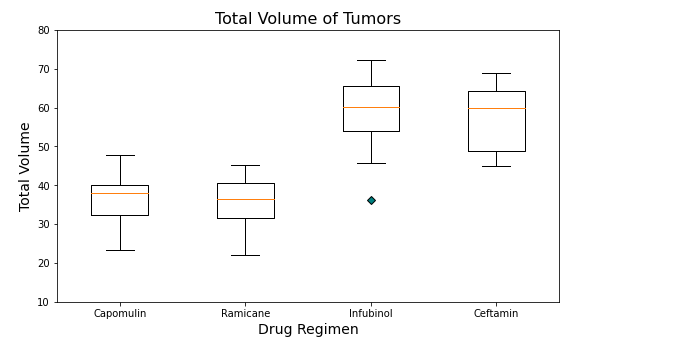 Total Volume of Tumors
80
70
60
50
40
30
20
10
Total Volume
Capomulin Ramicane Infubinol Ceftamin
Drug Regimen